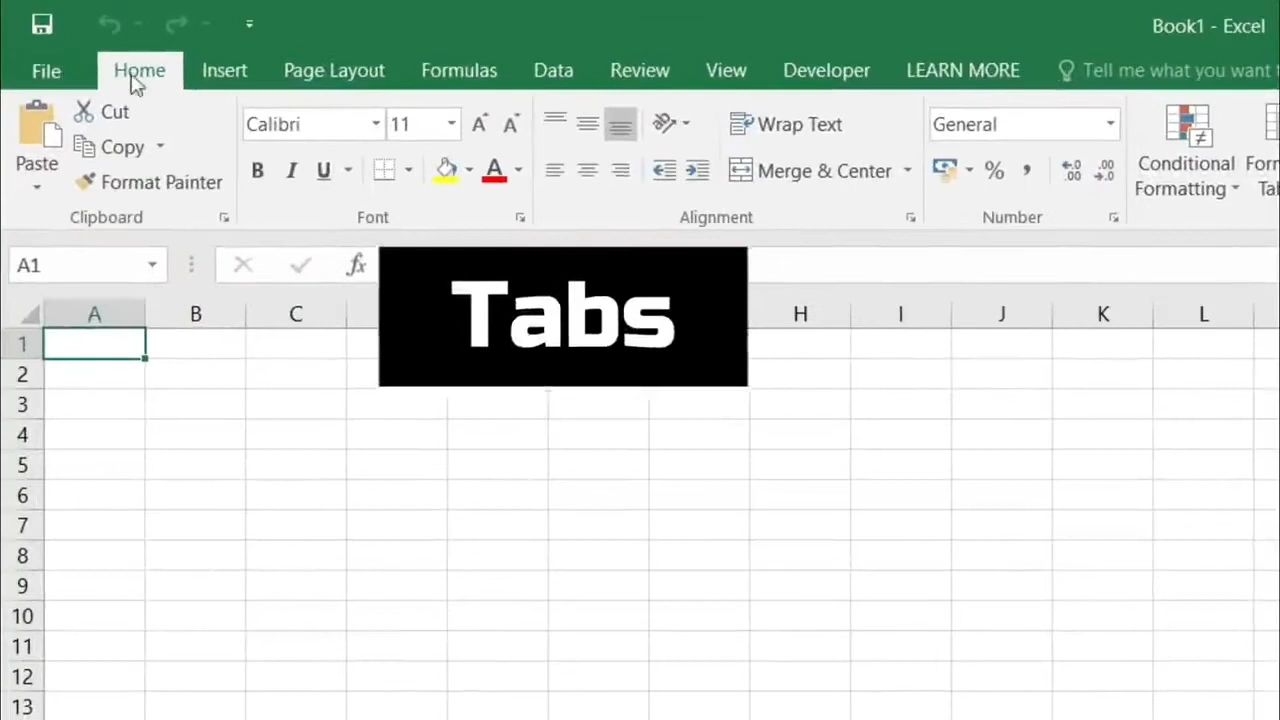 Book1 - Excel
File Home Insert Page Layout Formulas Data Review View Developer LEARN MORE Tell me what you want
Cut
Copy
Paste
Format Painter
Calibri 11
B I U A
Wrap Text
Merge & Center
General
% ,
Conditional
Formatting
Clipboard Font Alignment Number
A1 fx
Tabs
A B C H I J K L
1
2
3
4
5
6
7
8
9
10
11
12
13